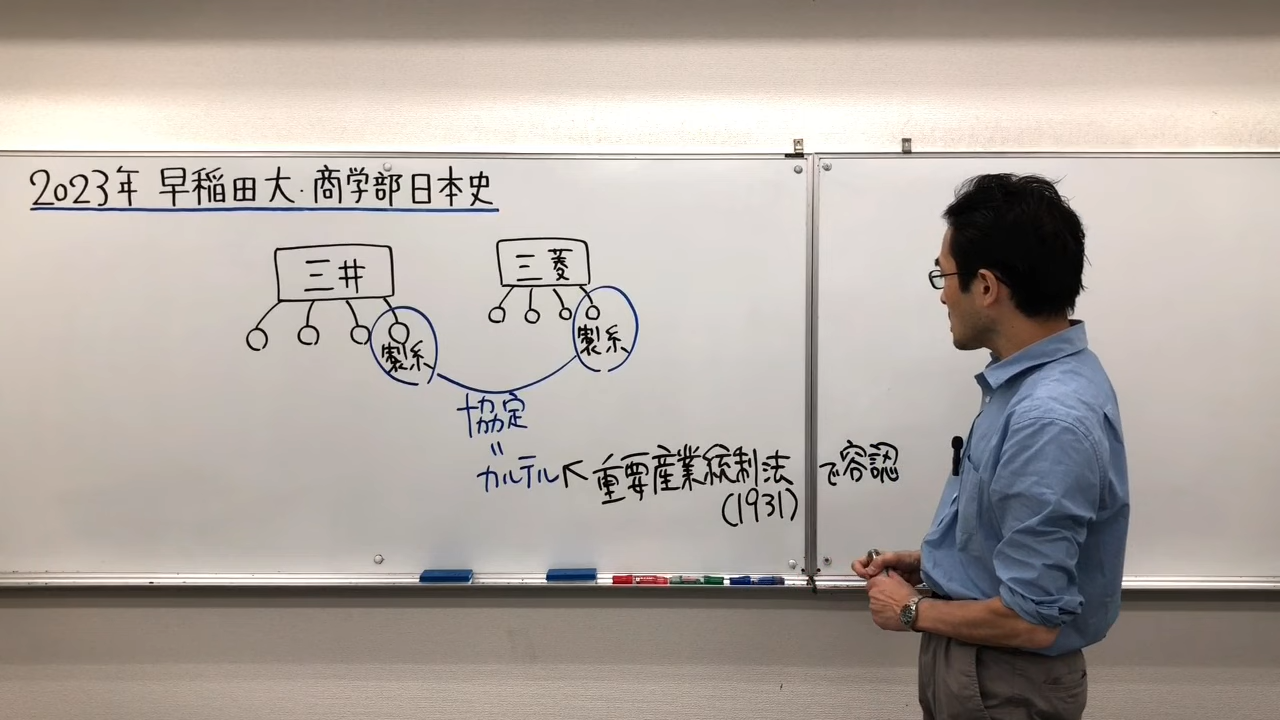 2023年 早稲田大・商学部日本史
三井
三菱
製糸
製糸
協定
〃
カルテル← 重要産業統制法 で容認
(1931)